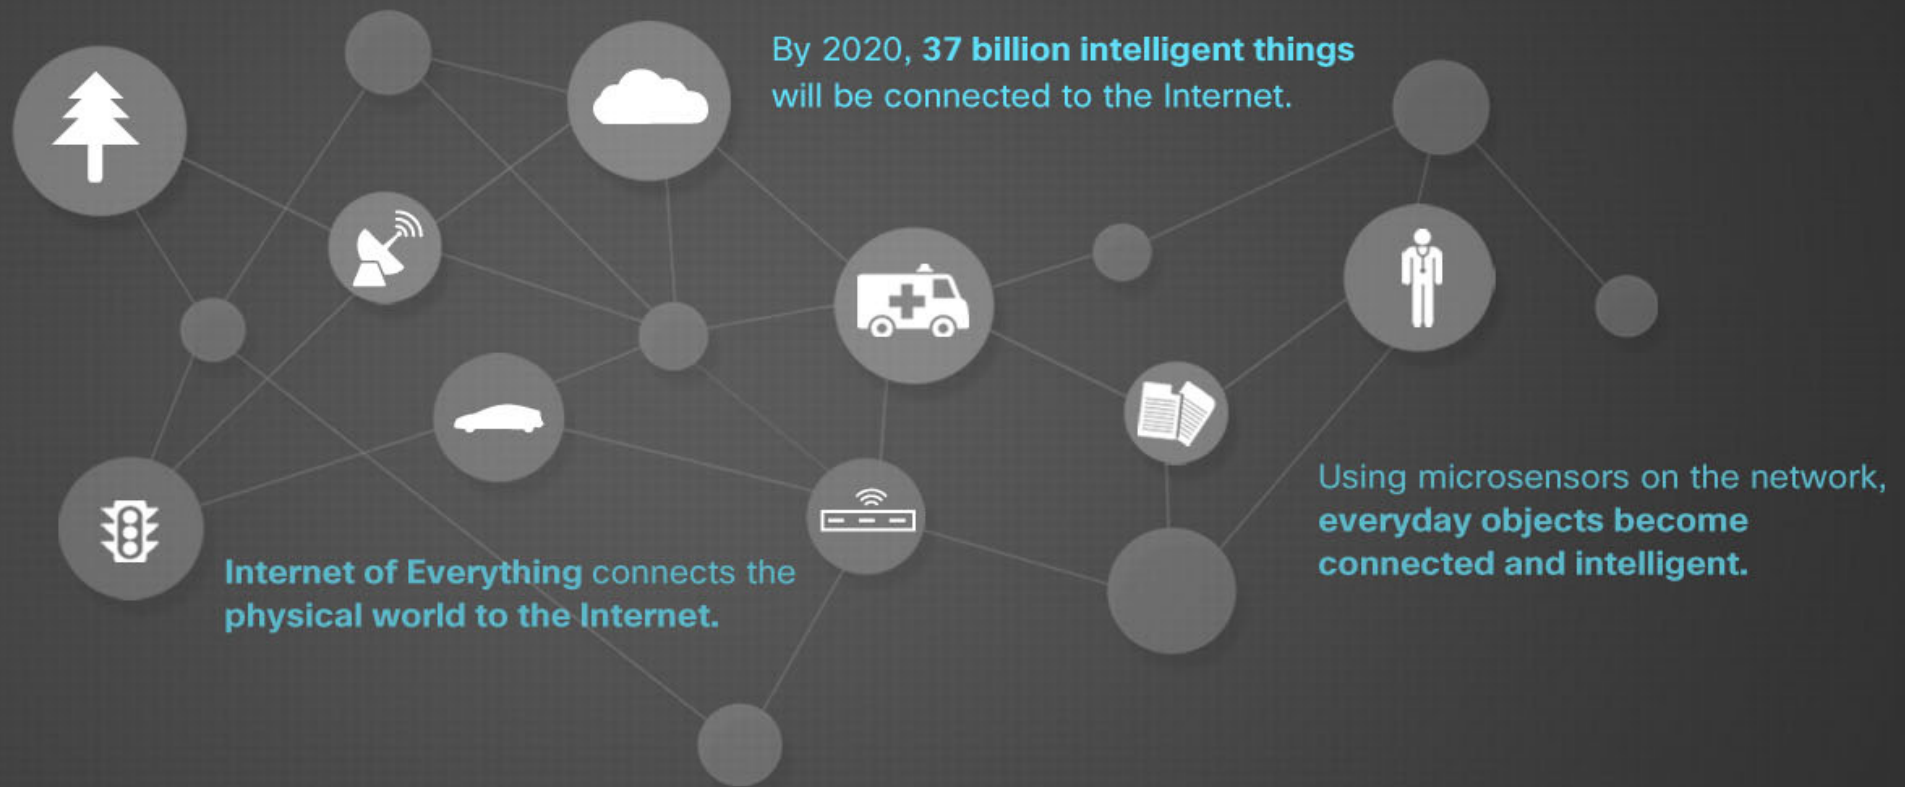 By 2020, 37 billion intelligent things
will be connected to the Internet.
Using microsensors on the network,
everyday objects become
connected and intelligent.
Internet of Everything connects the
physical world to the Internet.